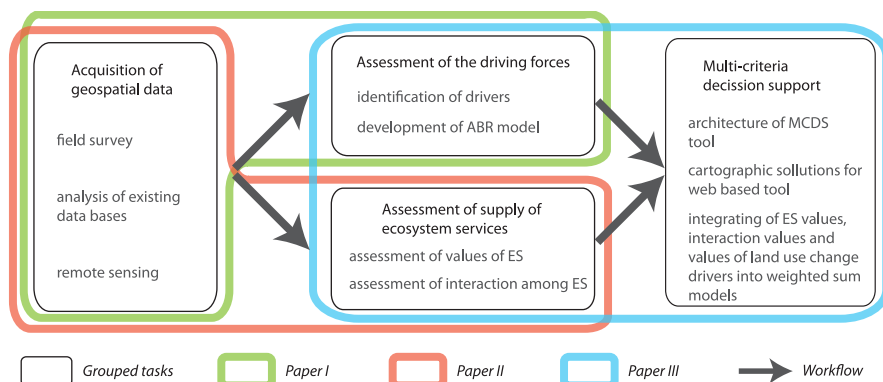 Acquisition of
geospatial data
field survey
analysis of existing
data bases
remote sensing
Assessment of the driving forces
identification of drivers
development of ABR model
Assessment of supply of
ecosystem services
assessment of values of ES
assessment of interaction among ES
Multi-criteria
decission support
architecture of MCDS
tool
cartographic sollutions for
web based tool
integrating of ES values,
interaction values and
values of land use change
drivers into weighted sum
models
Grouped tasks
Paper I
Paper II
Paper III
Workflow